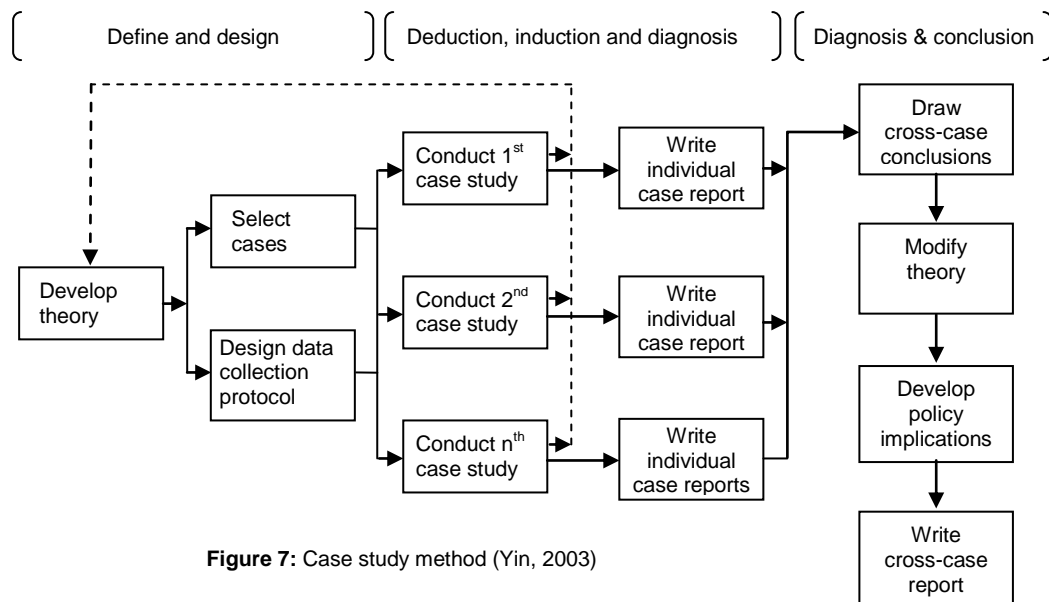 Define and design
Deduction, induction and diagnosis
Diagnosis & conclusion
Develop
theory
Select
cases
Design data
collection
protocol
Conduct 1st
case study
Conduct 2nd
case study
Conduct nth
case study
Write
individual
case report
Write
individual
case report
Write
individual
case reports
Draw
cross-case
conclusions
Modify
theory
Develop
policy
implications
Write
cross-case
report
Figure 7: Case study method (Yin, 2003)